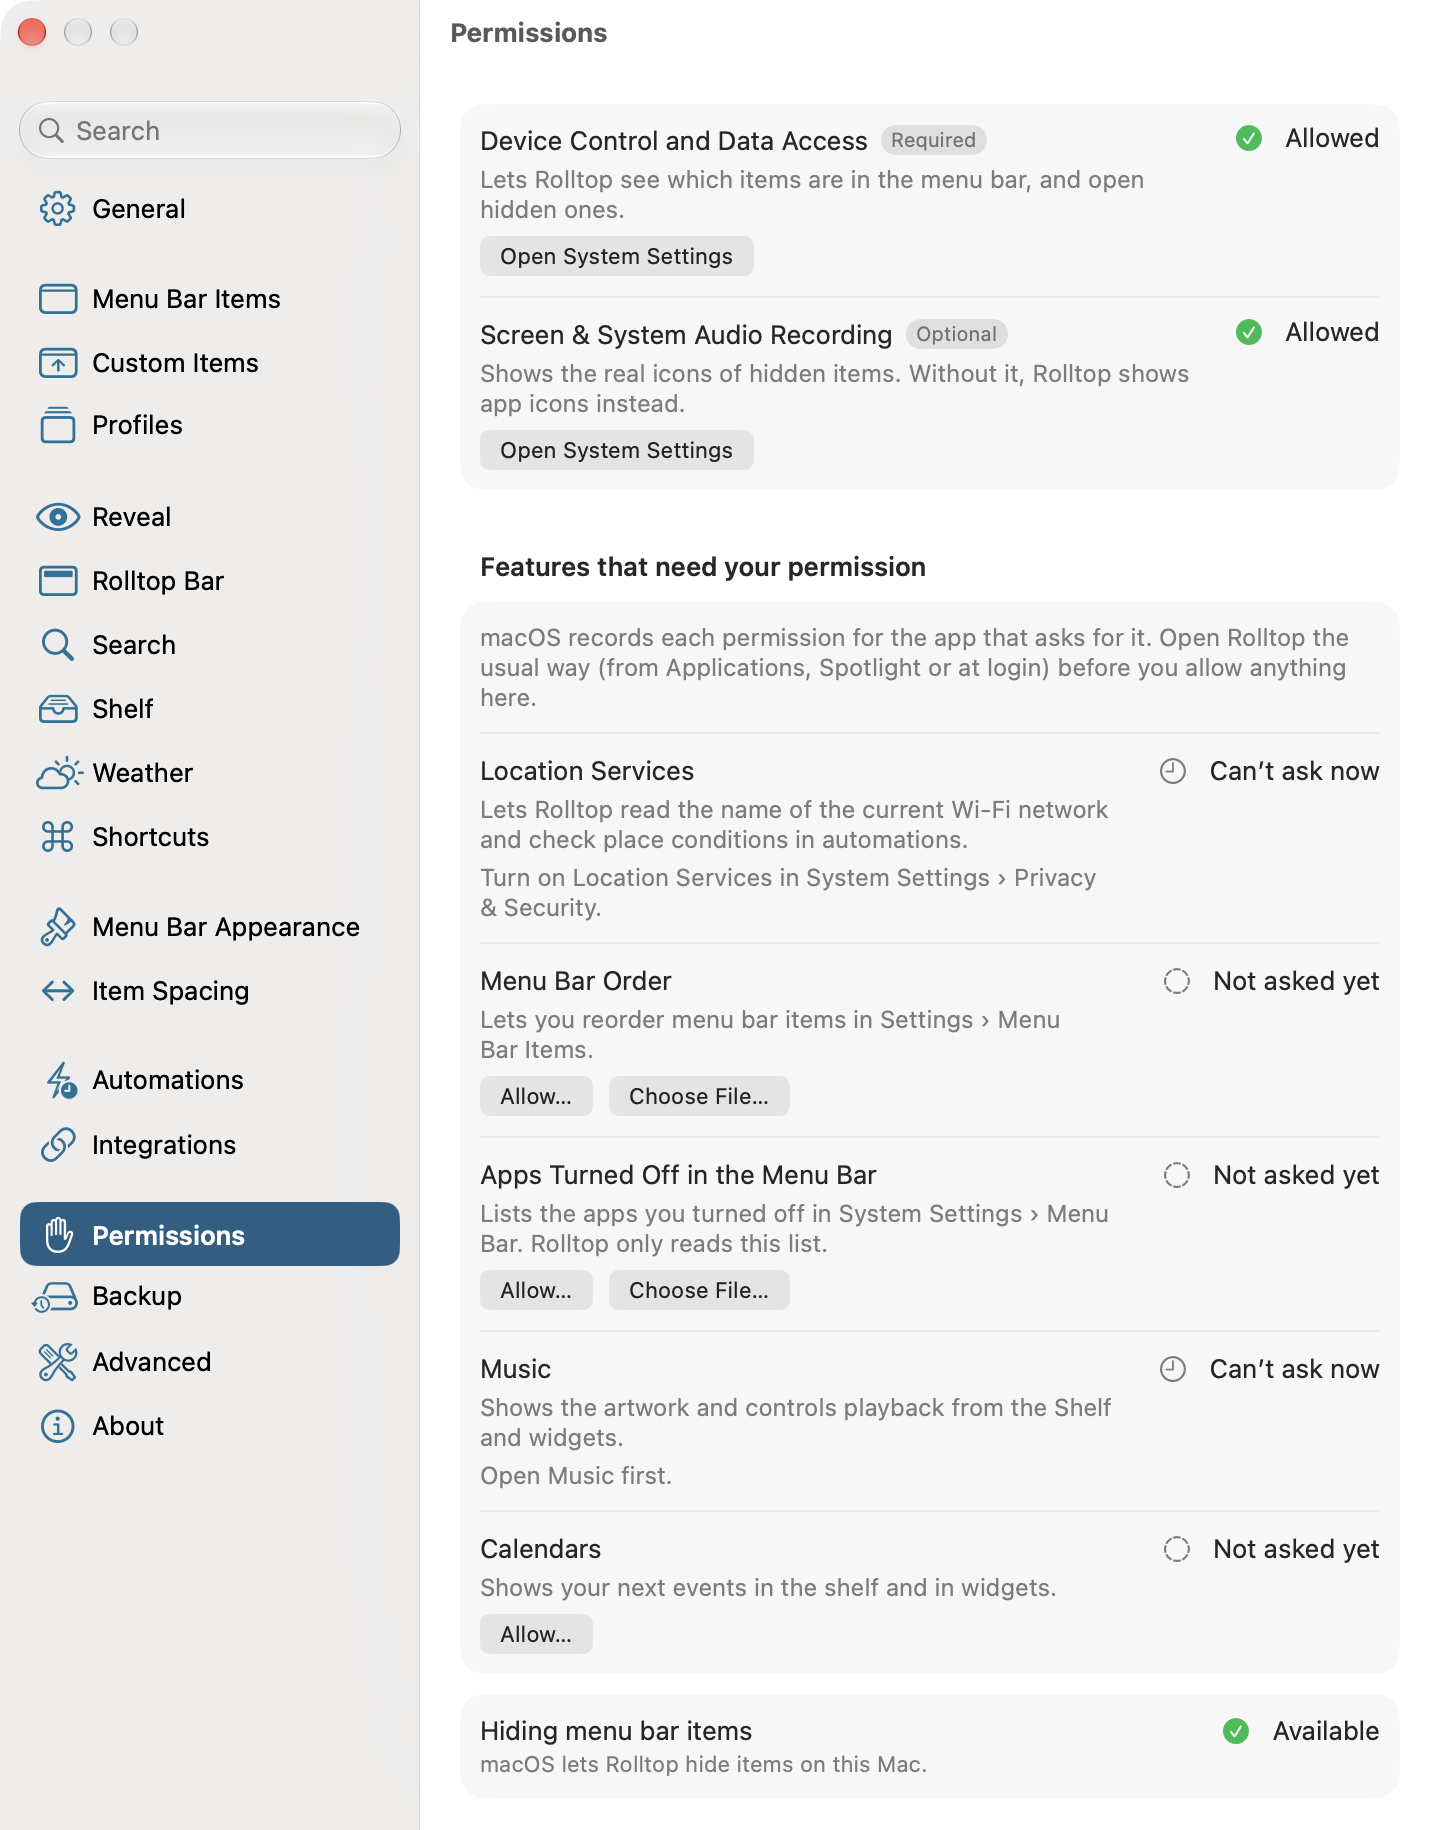 Permissions
Search
General
Menu Bar Items
Custom Items
Profiles
Reveal
Rolltop Bar
Search
Shelf
Weather
Shortcuts
Menu Bar Appearance
Item Spacing
Automations
Integrations
Permissions
Backup
Advanced
About
Device Control and Data Access Required Allowed
Lets Rolltop see which items are in the menu bar, and open
hidden ones.
Open System Settings
Screen & System Audio Recording Optional Allowed
Shows the real icons of hidden items. Without it, Rolltop shows
app icons instead.
Open System Settings
Features that need your permission
macOS records each permission for the app that asks for it. Open Rolltop the
usual way (from Applications, Spotlight or at login) before you allow anything
here.
Location Services Can’t ask now
Lets Rolltop read the name of the current Wi-Fi network
and check place conditions in automations.
Turn on Location Services in System Settings › Privacy
& Security.
Menu Bar Order Not asked yet
Lets you reorder menu bar items in Settings › Menu
Bar Items.
Allow... Choose File...
Apps Turned Off in the Menu Bar Not asked yet
Lists the apps you turned off in System Settings › Menu
Bar. Rolltop only reads this list.
Allow... Choose File...
Music Can’t ask now
Shows the artwork and controls playback from the Shelf
and widgets.
Open Music first.
Calendars Not asked yet
Shows your next events in the shelf and in widgets.
Allow...
Hiding menu bar items Available
macOS lets Rolltop hide items on this Mac.